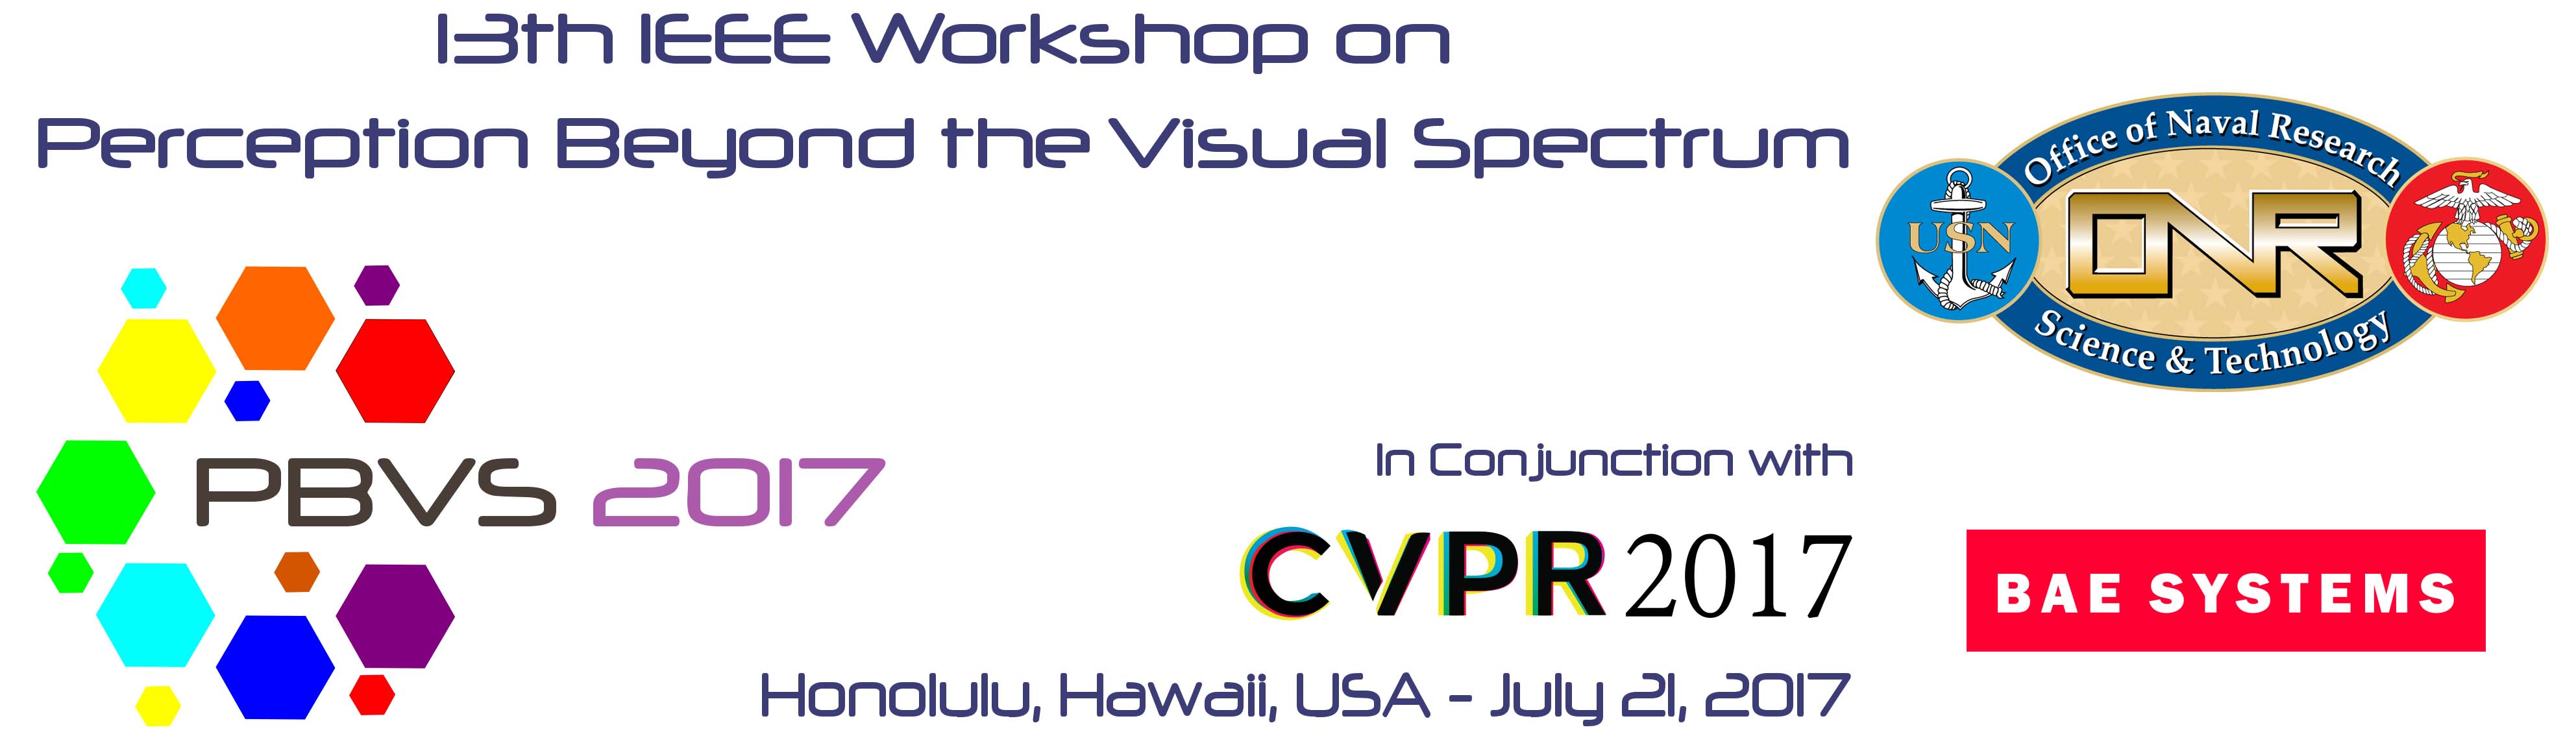 13th IEEE Workshop on
Perception Beyond the Visual Spectrum
Office of Naval Research
USN
ONR
Science & Technology
PBVS 2017
In Conjunction with
CVPR 2017
BAE SYSTEMS
Honolulu, Hawaii, USA - July 21, 2017